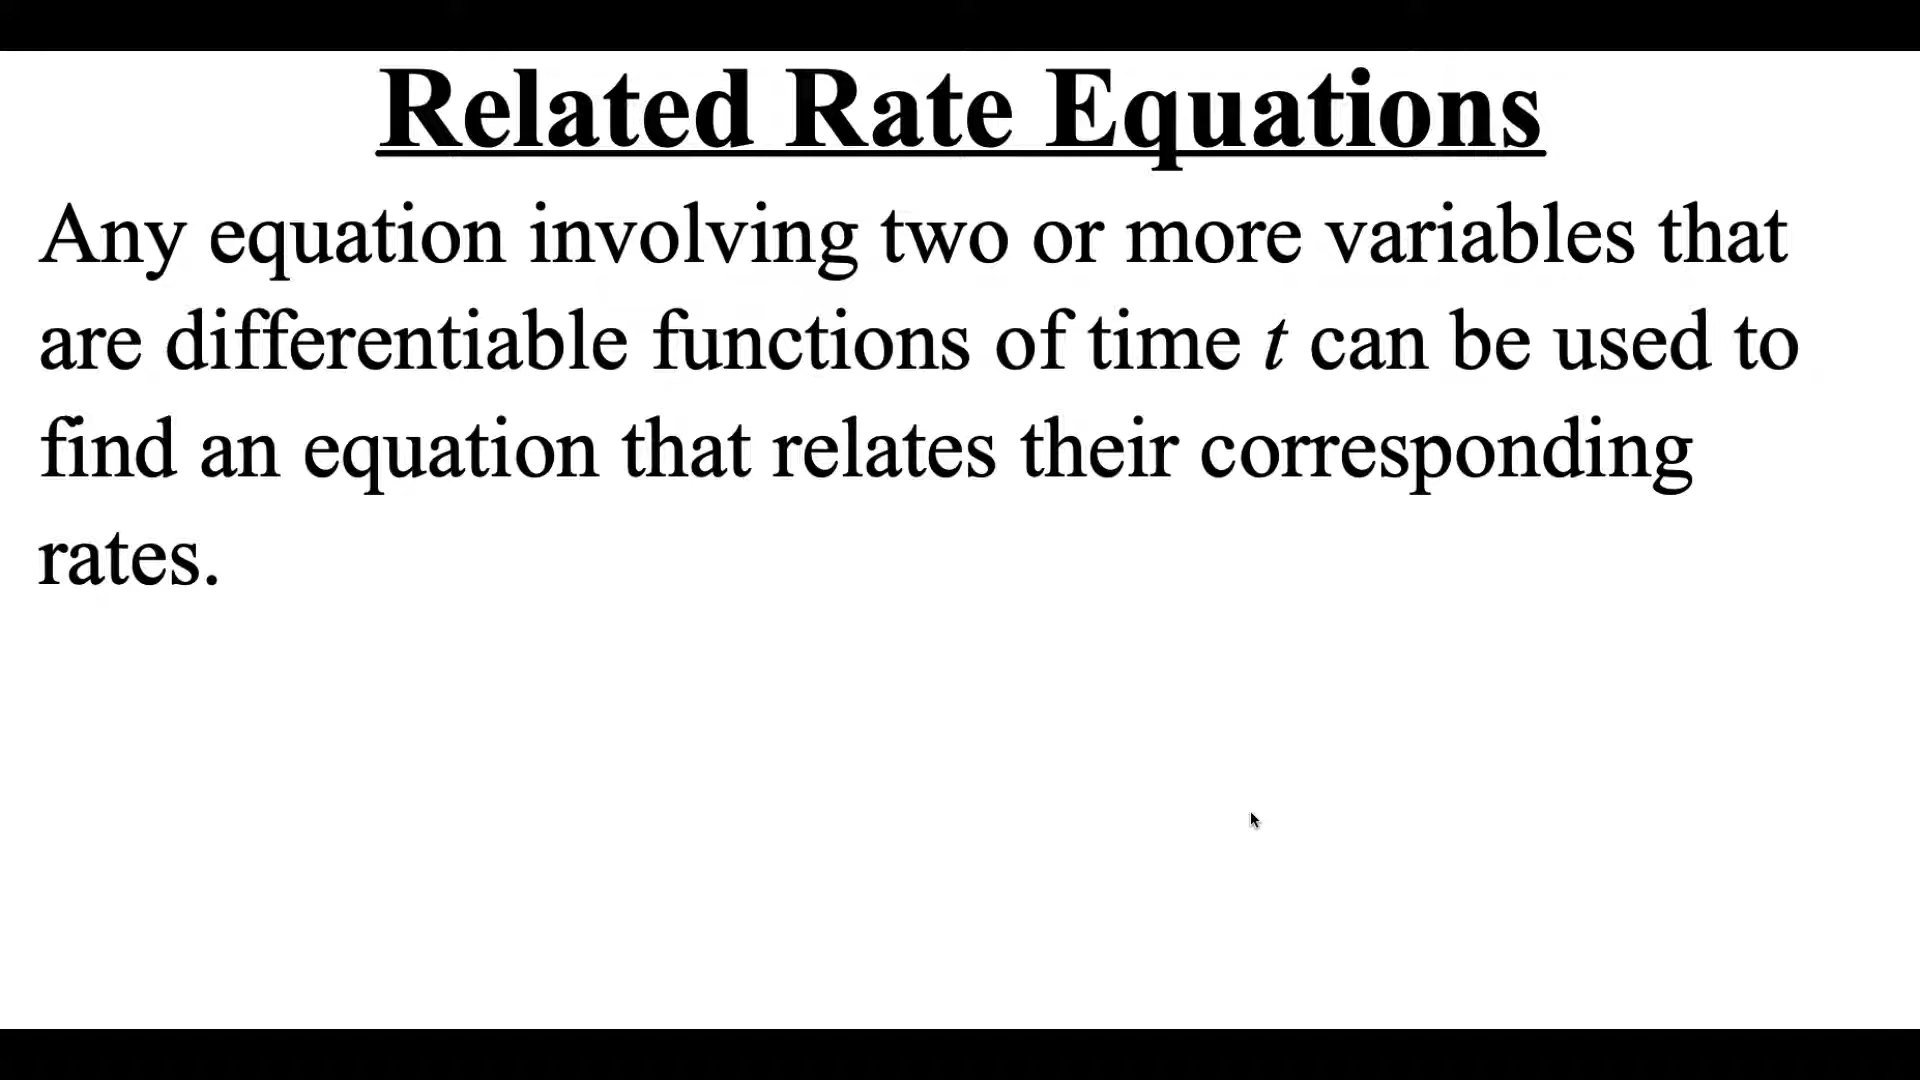 Related Rate Equations
Any equation involving two or more variables that
are differentiable functions of time t can be used to
find an equation that relates their corresponding
rates.